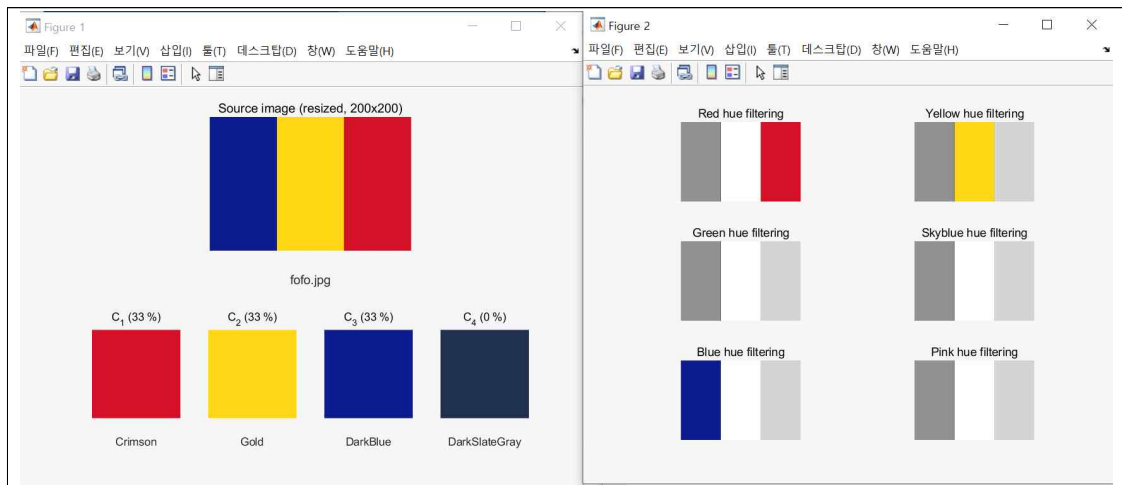 Figure 1
파일(F) 편집(E) 보기(V) 삽입(I) 툴(T) 데스크탑(D) 창(W) 도움말(H)
Source image (resized, 200x200)
fofo.jpg
C1 (33 %) C2 (33 %) C3 (33 %) C4 (0 %)
Crimson Gold DarkBlue DarkSlateGray
Figure 2
파일(F) 편집(E) 보기(V) 삽입(I) 툴(T) 데스크탑(D) 창(W) 도움말(H)
Red hue filtering Yellow hue filtering
Green hue filtering Skyblue hue filtering
Blue hue filtering Pink hue filtering